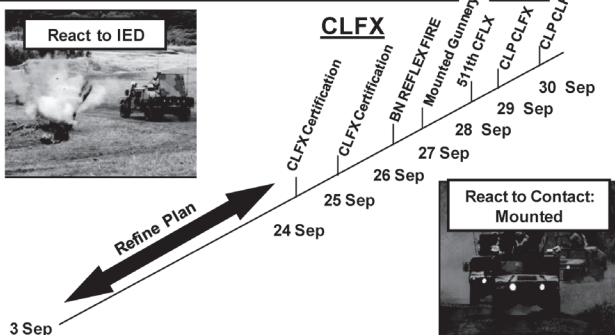 React to IED
CLFX
CLFX Certification
CLFX Certification
BN REFLEX FIRE
Mounted Gunnery
511th CFLX
CLP CLFX
CLP
Refine Plan
3 Sep
24 Sep
25 Sep
26 Sep
27 Sep
28 Sep
29 Sep
30 Sep
React to Contact:
Mounted